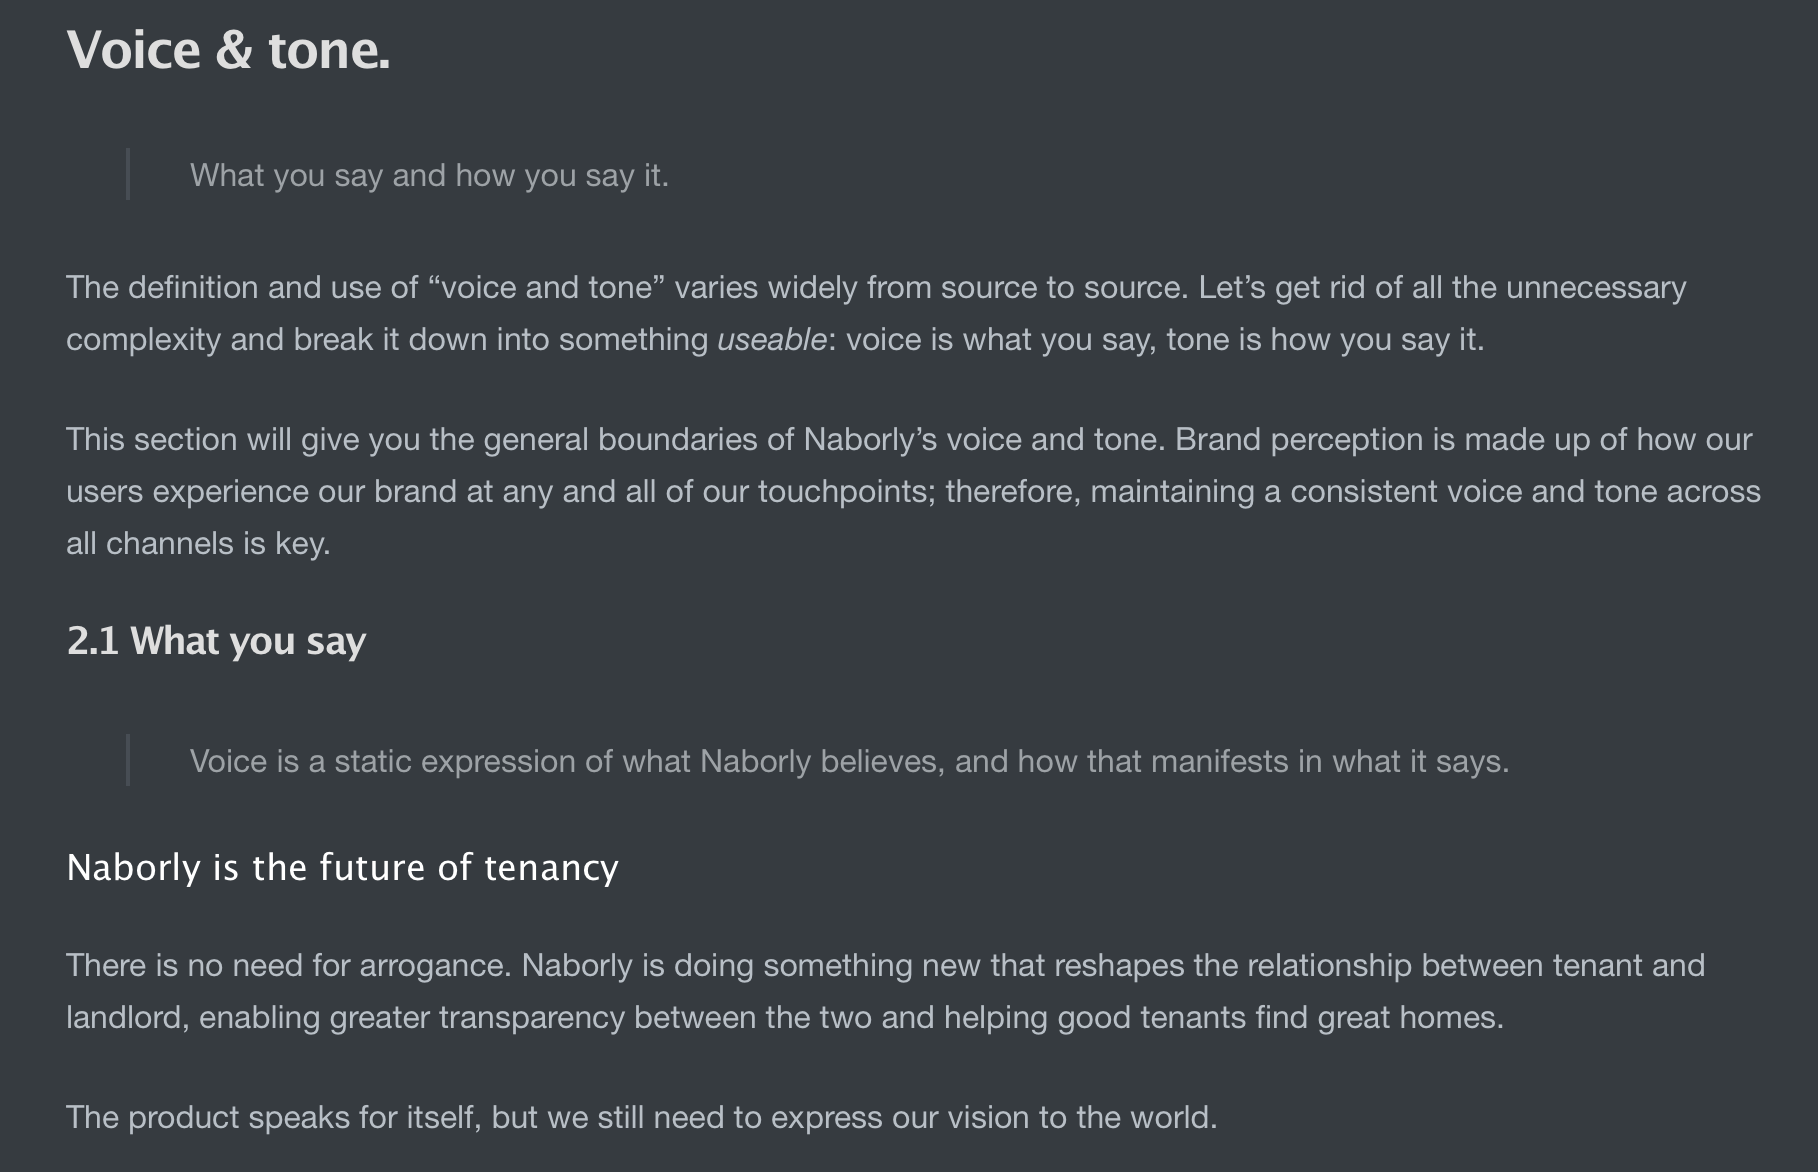 Voice & tone.
What you say and how you say it.
The definition and use of “voice and tone” varies widely from source to source. Let’s get rid of all the unnecessary
complexity and break it down into something useable: voice is what you say, tone is how you say it.
This section will give you the general boundaries of Naborly’s voice and tone. Brand perception is made up of how our
users experience our brand at any and all of our touchpoints; therefore, maintaining a consistent voice and tone across
all channels is key.
2.1 What you say
Voice is a static expression of what Naborly believes, and how that manifests in what it says.
Naborly is the future of tenancy
There is no need for arrogance. Naborly is doing something new that reshapes the relationship between tenant and
landlord, enabling greater transparency between the two and helping good tenants find great homes.
The product speaks for itself, but we still need to express our vision to the world.